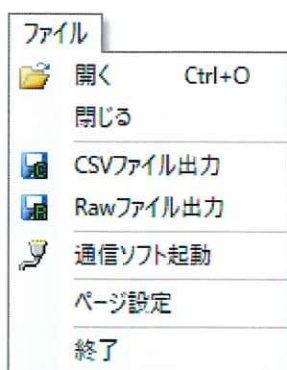 ファイル
開く Ctrl+O
閉じる
CSVファイル出力
Rawファイル出力
通信ソフト起動
ページ設定
終了